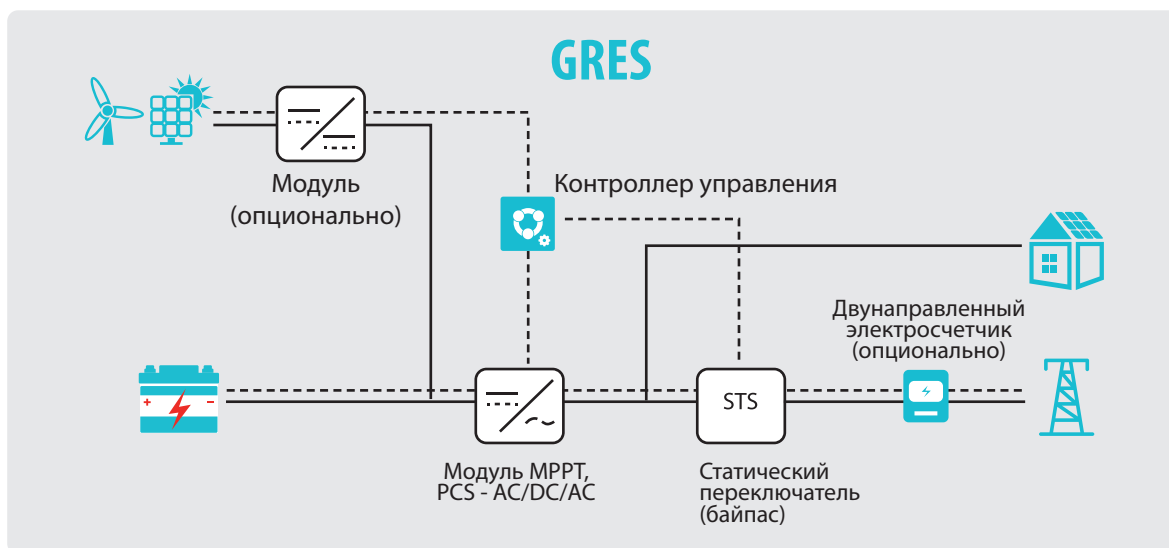 GRES
Модуль
(опционально)
Контроллер управления
Двунаправленный
электросчетчик
(опционально)
STS
Модуль MPPT,
PCS - AC/DC/AC
Статический
переключатель
(байпас)